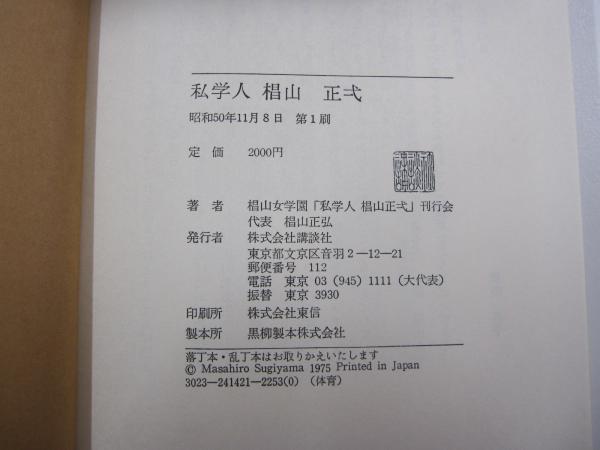 私学人 椙山 正弌
昭和50年11月8日 第1刷
定価 2000円
著者 椙山女学園「私学人 椙山正弌」刊行会
代表 椙山正弘
発行者 株式会社講談社
東京都文京区音羽2―12―21
郵便番号 112
電話 東京 03 (945) 1111 (大代表)
振替 東京 3930
印刷所 株式会社東信
製本所 黒柳製本株式会社
落丁本・乱丁本はお取りかえいたします
© Masahiro Sugiyama 1975 Printed in Japan
3023―241421―2253(0) (体育)